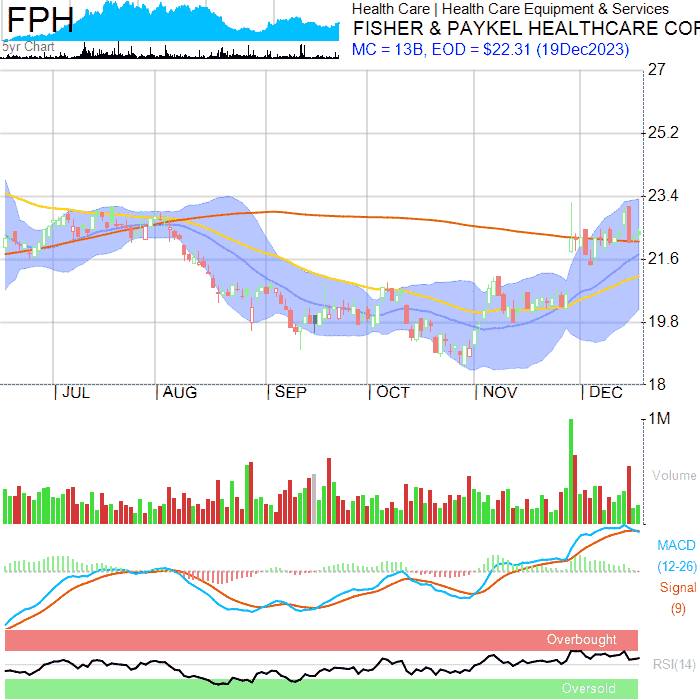 FPH
5yr Chart
Health Care | Health Care Equipment & Services
FISHER & PAYKEL HEALTHCARE COR
MC = 13B, EOD = $22.31 (19Dec2023)
27
25.2
23.4
21.6
19.8
18
JUL
AUG
SEP
OCT
NOV
DEC
1M
Volume
MACD
(12-26)
Signal
(9)
Overbought
RSI(14)
Oversold